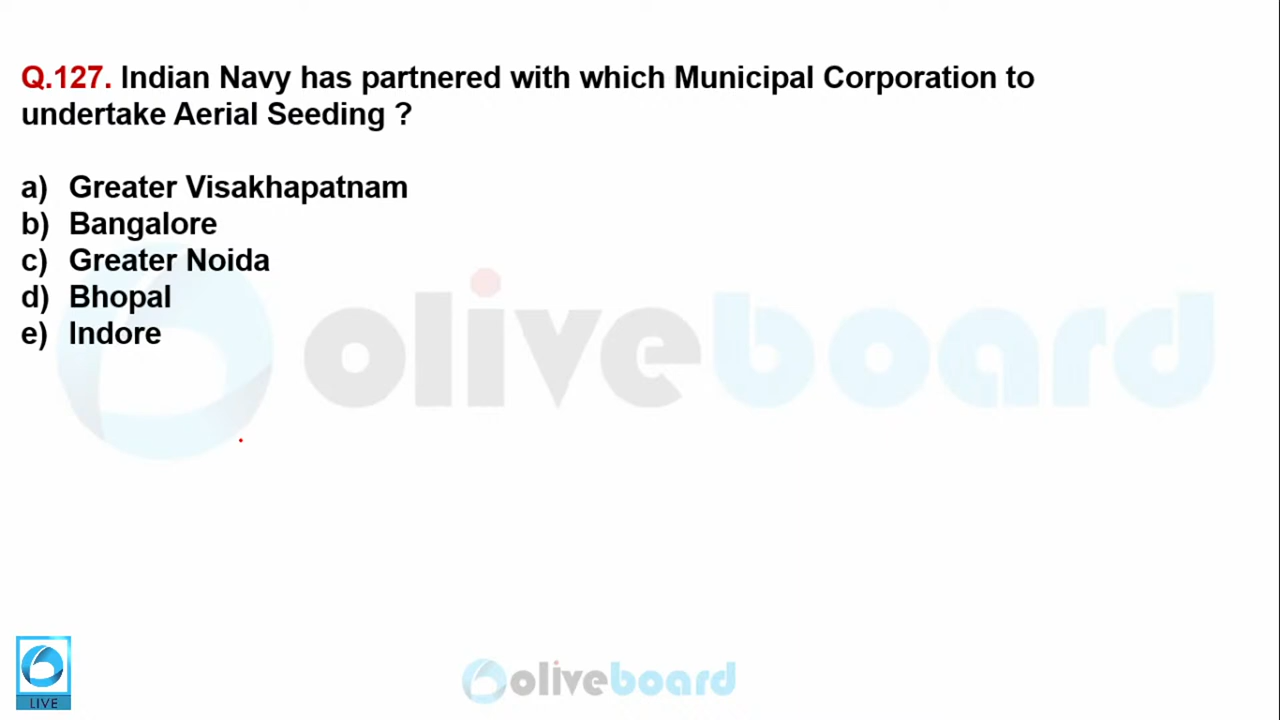 Q.127. Indian Navy has partnered with which Municipal Corporation to
undertake Aerial Seeding ?
a) Greater Visakhapatnam
b) Bangalore
c) Greater Noida
d) Bhopal
e) Indore
oliveboard
LIVE
oliveboard